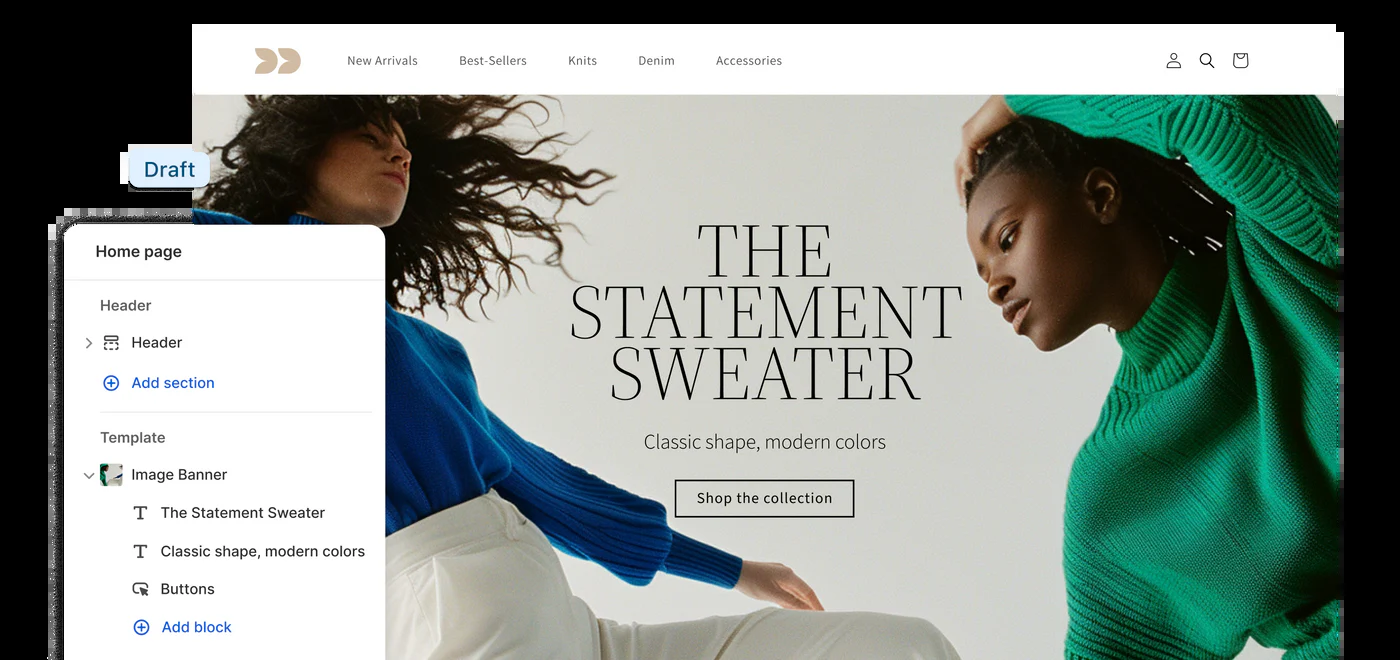 New Arrivals Best-Sellers Knits Denim Accessories
Draft
Home page
Header
Header
Add section
Template
Image Banner
The Statement Sweater
Classic shape, modern colors
Buttons
Add block
THE
STATEMENT
SWEATER
Classic shape, modern colors
Shop the collection